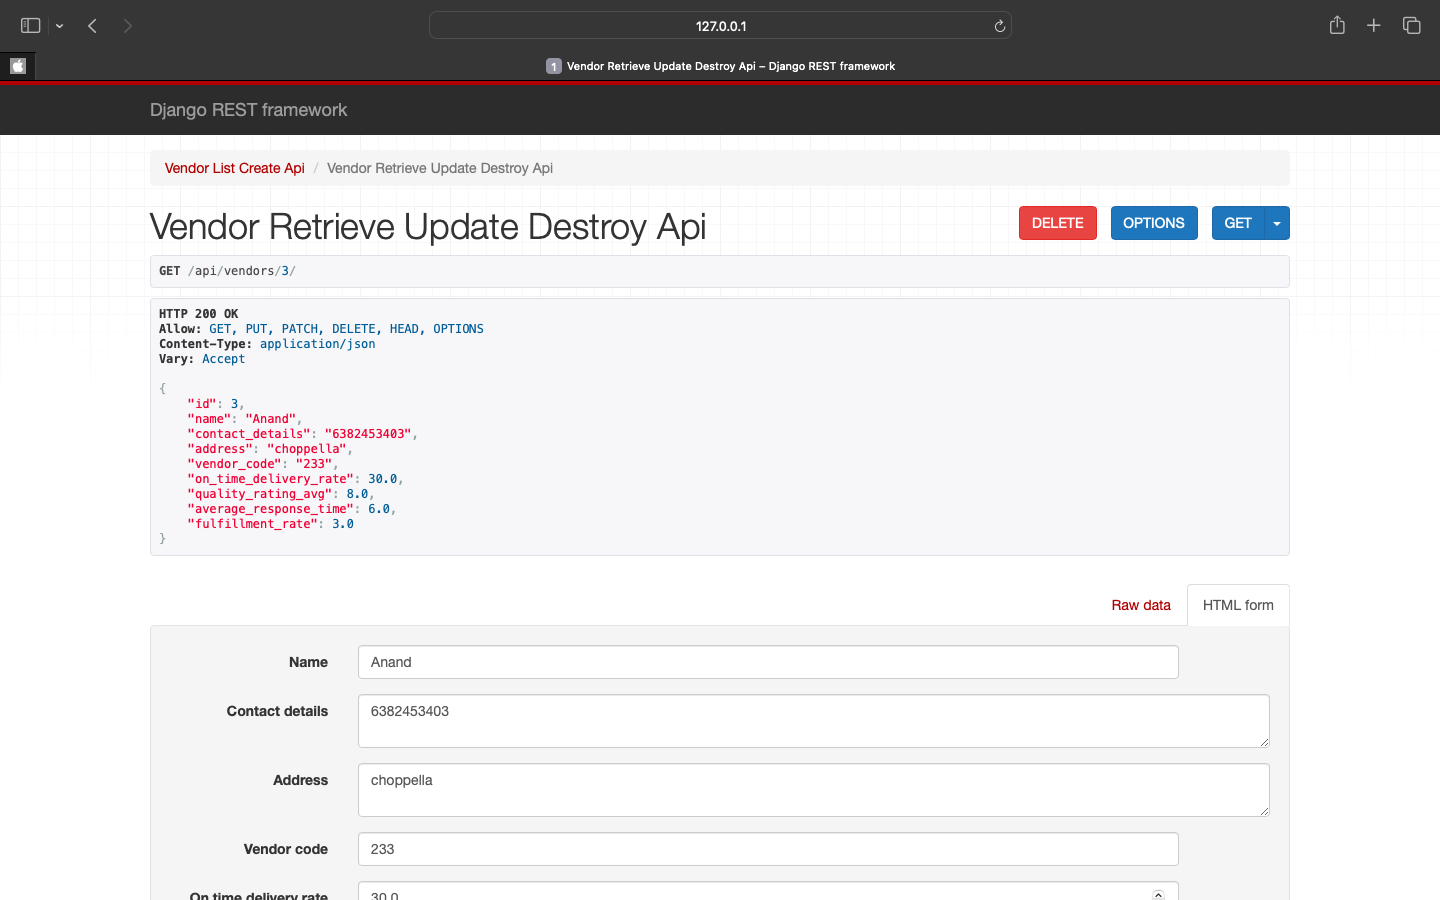 127.0.0.1
1 Vendor Retrieve Update Destroy Api – Django REST framework
Django REST framework
Vendor List Create Api / Vendor Retrieve Update Destroy Api
Vendor Retrieve Update Destroy Api
DELETE OPTIONS GET
GET /api/vendors/3/
HTTP 200 OK
Allow: GET, PUT, PATCH, DELETE, HEAD, OPTIONS
Content-Type: application/json
Vary: Accept
{
    "id": 3,
    "name": "Anand",
    "contact_details": "6382453403",
    "address": "choppella",
    "vendor_code": "233",
    "on_time_delivery_rate": 30.0,
    "quality_rating_avg": 8.0,
    "average_response_time": 6.0,
    "fulfillment_rate": 3.0
}
Raw data HTML form
Name Anand
Contact details 6382453403
Address choppella
Vendor code 233
On time delivery rate 30.0